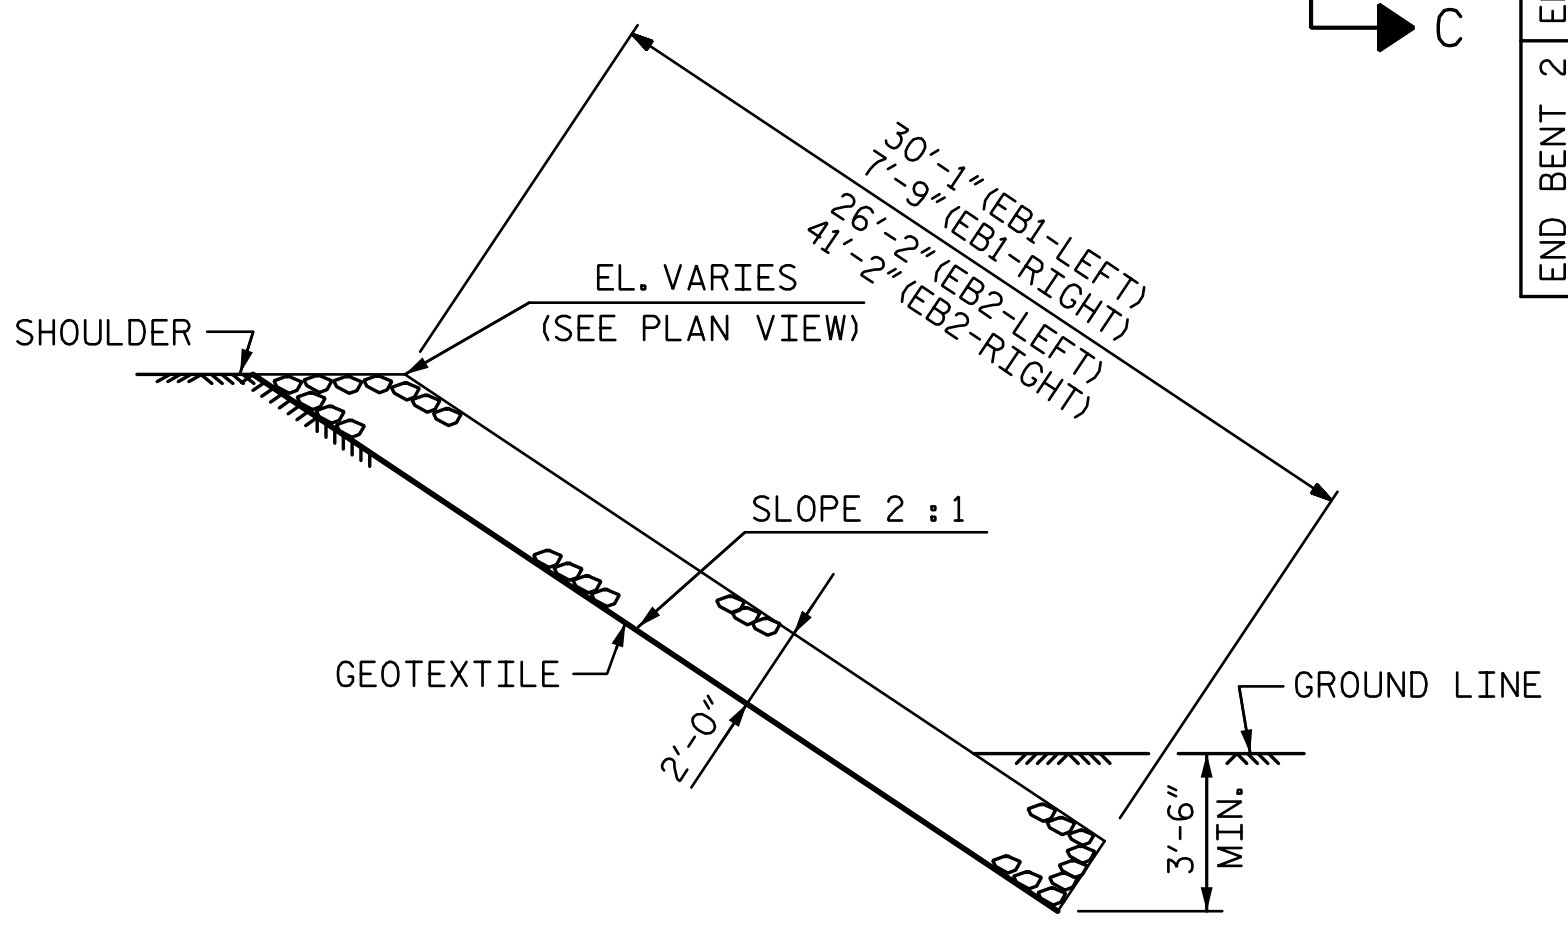 C
END BENT 2
30'-1" (EB1-LEFT)
7'-9" (EB1-RIGHT)
26'-2" (EB2-LEFT)
41'-2" (EB2-RIGHT)
EL. VARIES
(SEE PLAN VIEW)
SHOULDER
SLOPE 2 : 1
GEOTEXTILE
2'-0"
GROUND LINE
3'-6"
MIN.